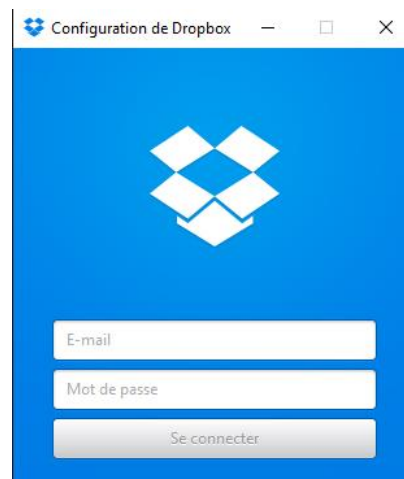 Configuration de Dropbox
E-mail
Mot de passe
Se connecter